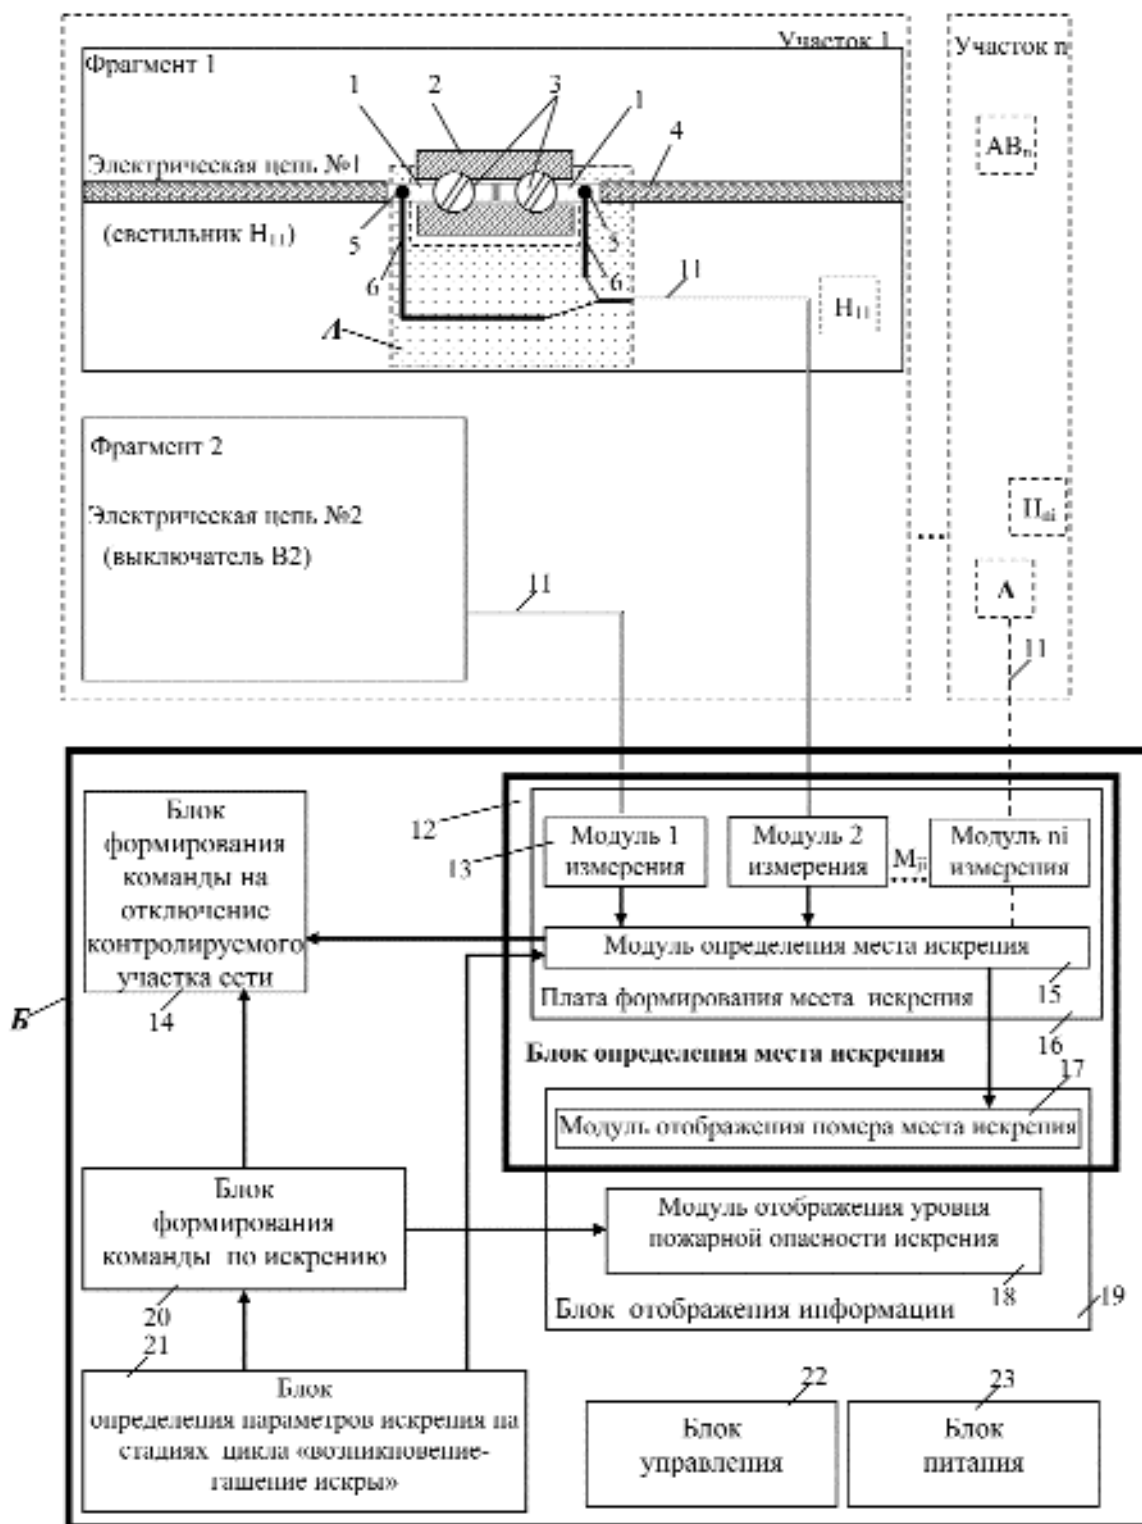 Участок 1
Участок n
Фрагмент 1
1
2
3
1
4
АВп
Электрическая цепь №1
(светильник Н11)
5
5
6
6
11
Н11
А
Фрагмент 2
Электрическая цепь №2
(выключатель В2)
11
Пni
...
А
11
Блок
формирования
команды на
отключение
контролируемого
участка сети
14
12
13
Модуль 1
измерения
Модуль 2
измерения
Мji
Модуль ni
измерения
Модуль определения места искрения
15
Плата формирования места искрения
16
Б
Блок определения места искрения
17
Модуль отображения номера места искрения
Блок
формирования
команды по искрению
20
Модуль отображения уровня
пожарной опасности искрения
18
Блок отображения информации
19
21
Блок
определения параметров искрения на
стадиях цикла «возникновение-
гашение искры»
22
Блок
управления
23
Блок
питания